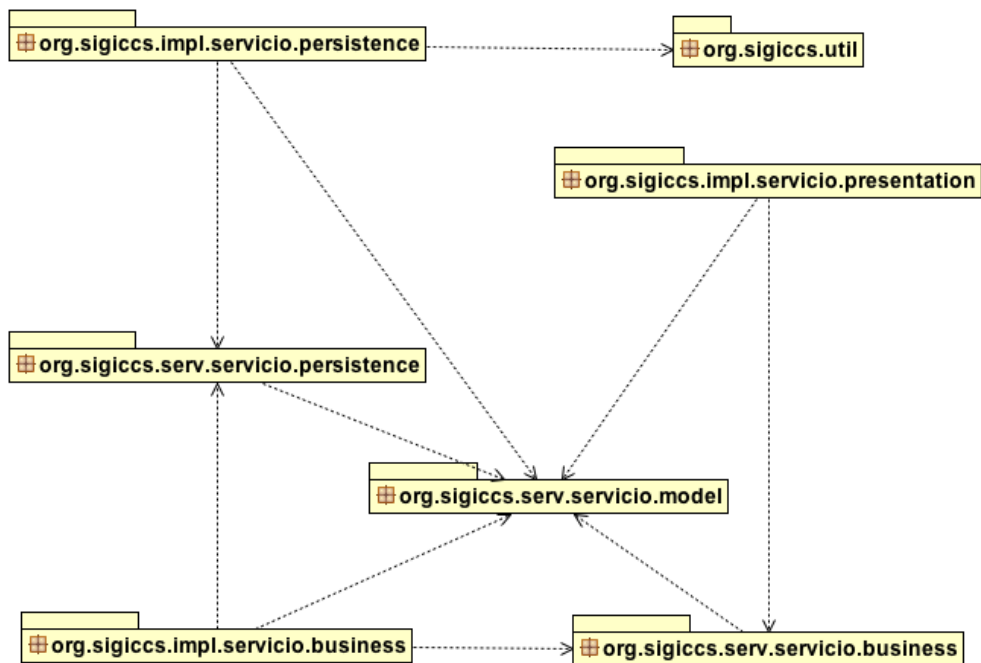 org.sigiccs.impl.servicio.persistence
org.sigiccs.util
org.sigiccs.impl.servicio.presentation
org.sigiccs.serv.servicio.persistence
org.sigiccs.serv.servicio.model
org.sigiccs.impl.servicio.business
org.sigiccs.serv.servicio.business